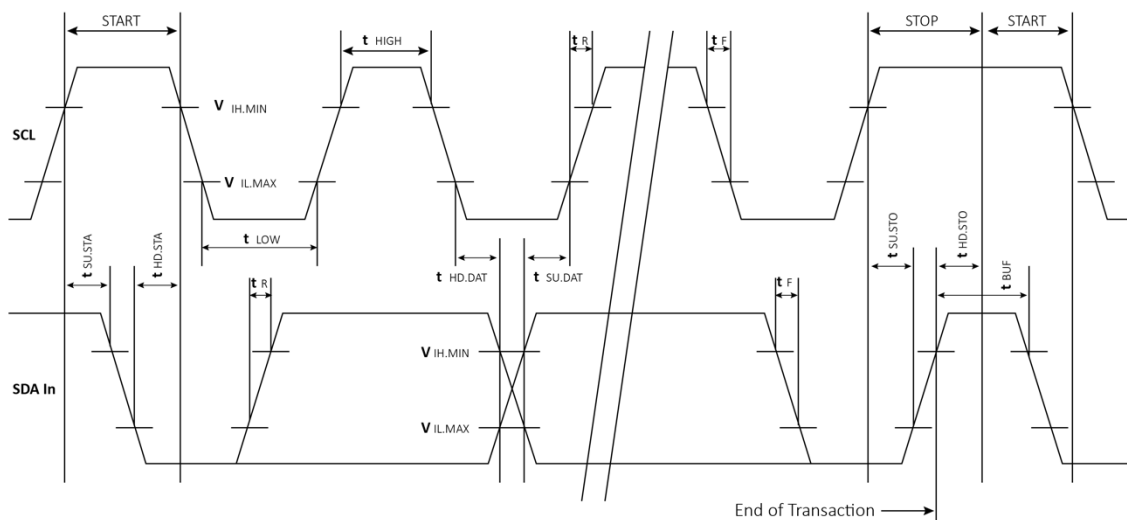 START
STOP
START
t HIGH
t R
t F
V IH.MIN
SCL
V IL.MAX
t LOW
t SU.STA
t HD.STA
t HD.DAT
t SU.DAT
t SU.STO
t HD.STO
t R
t F
t BUF
V IH.MIN
SDA In
V IL.MAX
End of Transaction